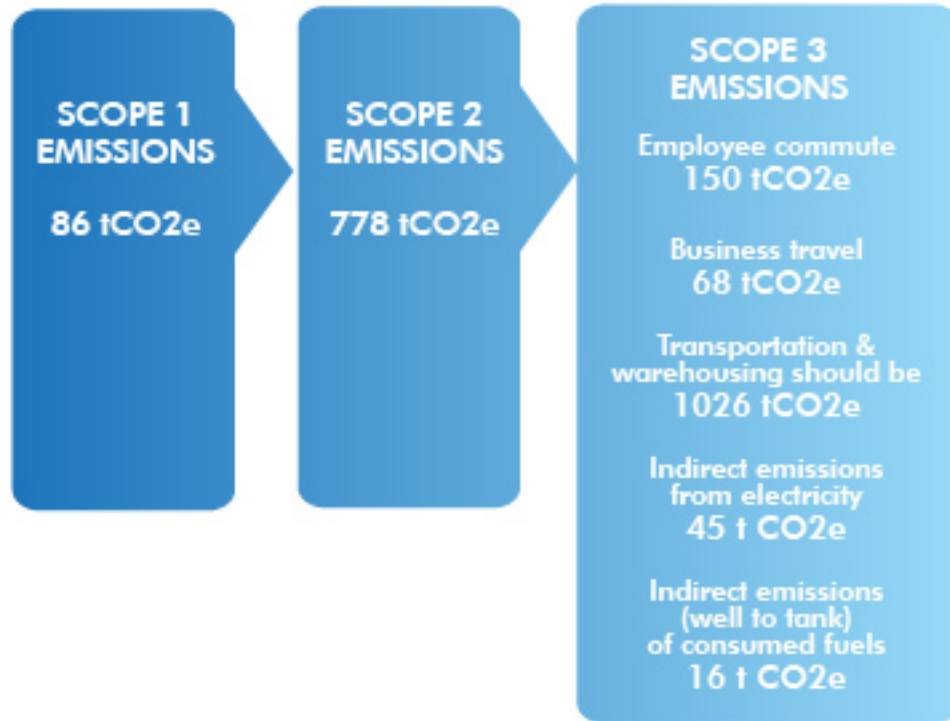 SCOPE 1
EMISSIONS
86 tCO2e
SCOPE 2
EMISSIONS
778 tCO2e
SCOPE 3
EMISSIONS
Employee commute
150 tCO2e
Business travel
68 tCO2e
Transportation &
warehousing should be
1026 tCO2e
Indirect emissions
from electricity
45 t CO2e
Indirect emissions
(well to tank)
of consumed fuels
16 t CO2e